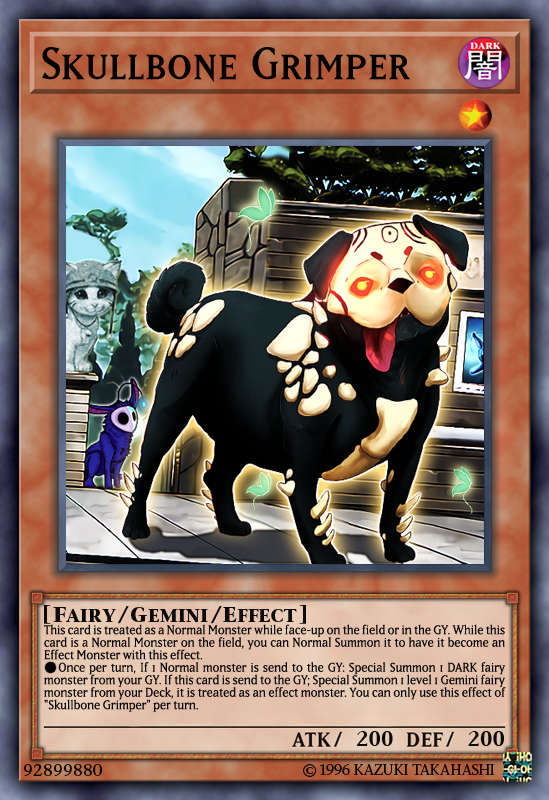 SKULLBONE GRIMPER
DARK
闇
[FAIRY/GEMINI/EFFECT]
This card is treated as a Normal Monster while face-up on the field or in the GY. While this
card is a Normal Monster on the field, you can Normal Summon it to have it become an
Effect Monster with this effect.
●Once per turn, If 1 Normal monster is send to the GY: Special Summon 1 DARK fairy
monster from your GY. If this card is send to the GY; Special Summon 1 level 1 Gemini fairy
monster from your Deck, it is treated as an effect monster. You can only use this effect of
"Skullbone Grimper" per turn.
ATK/ 200 DEF/ 200
92899880
©1996 KAZUKI TAKAHASHI